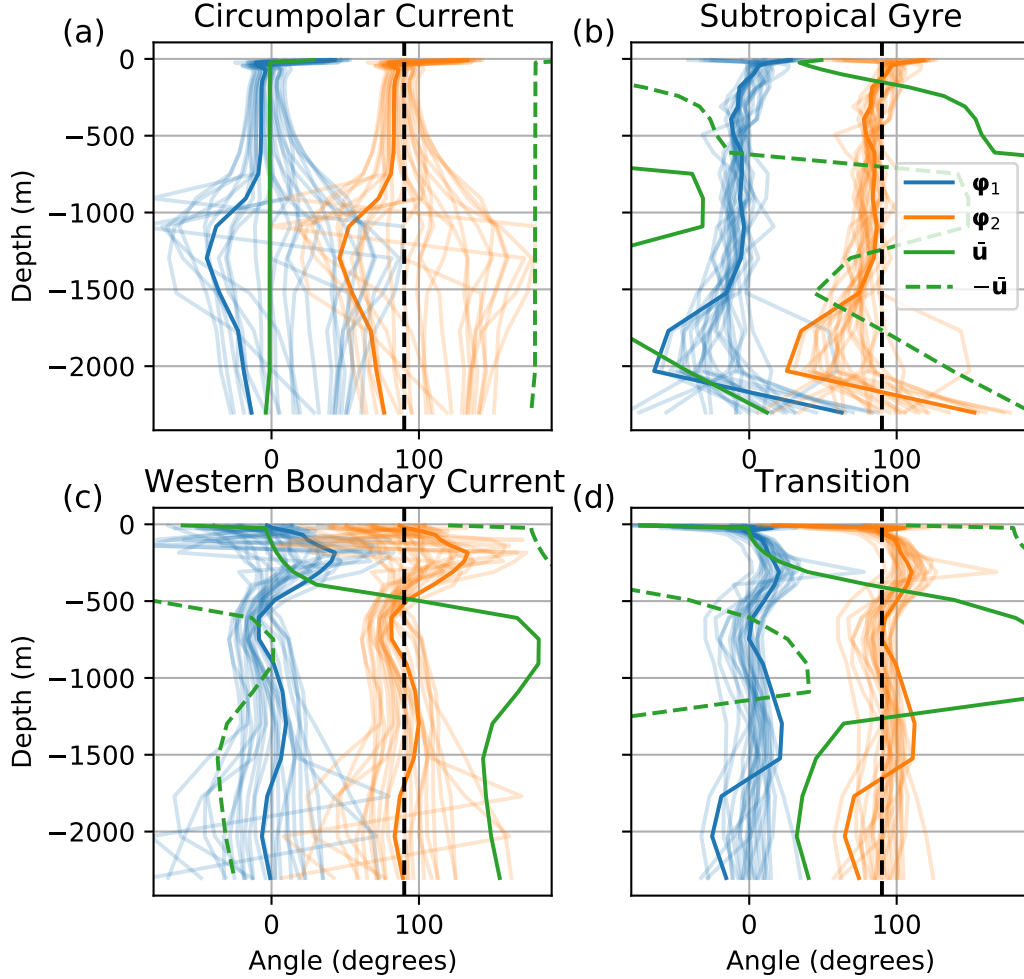 (a) Circumpolar Current
(b) Subtropical Gyre
0
−500
−1000
−1500
−2000
Depth (m)
0 100
0 100
φ₁
φ₂
ū
−ū
(c) Western Boundary Current
(d) Transition
0
−500
−1000
−1500
−2000
Depth (m)
0 100
0 100
Angle (degrees)
Angle (degrees)